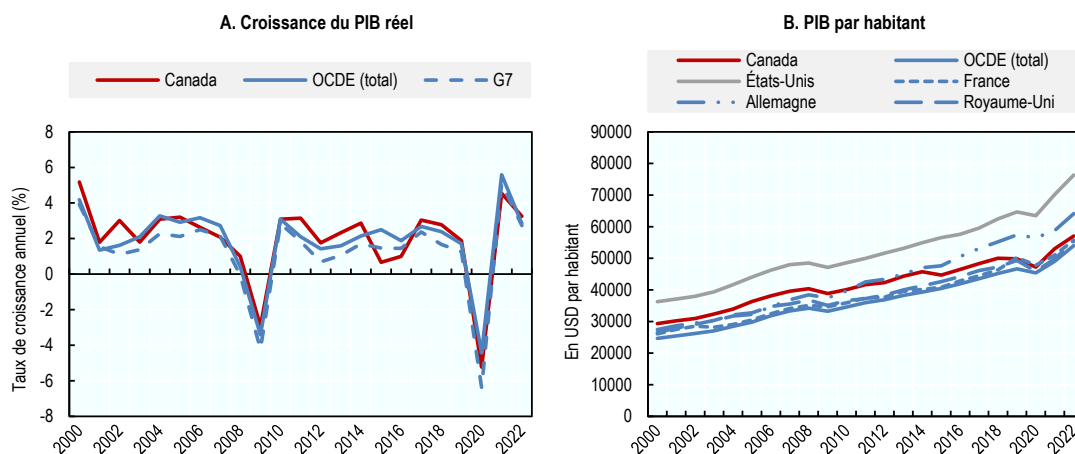 A. Croissance du PIB réel
Canada OCDE (total) G7
Taux de croissance annuel (%)
8
6
4
2
0
-2
-4
-6
-8
2000 2002 2004 2006 2008 2010 2012 2014 2016 2018 2020 2022
B. PIB par habitant
Canada OCDE (total)
États-Unis France
Allemagne Royaume-Uni
En USD par habitant
90000
80000
70000
60000
50000
40000
30000
20000
10000
0
2000 2002 2004 2006 2008 2010 2012 2014 2016 2018 2020 2022